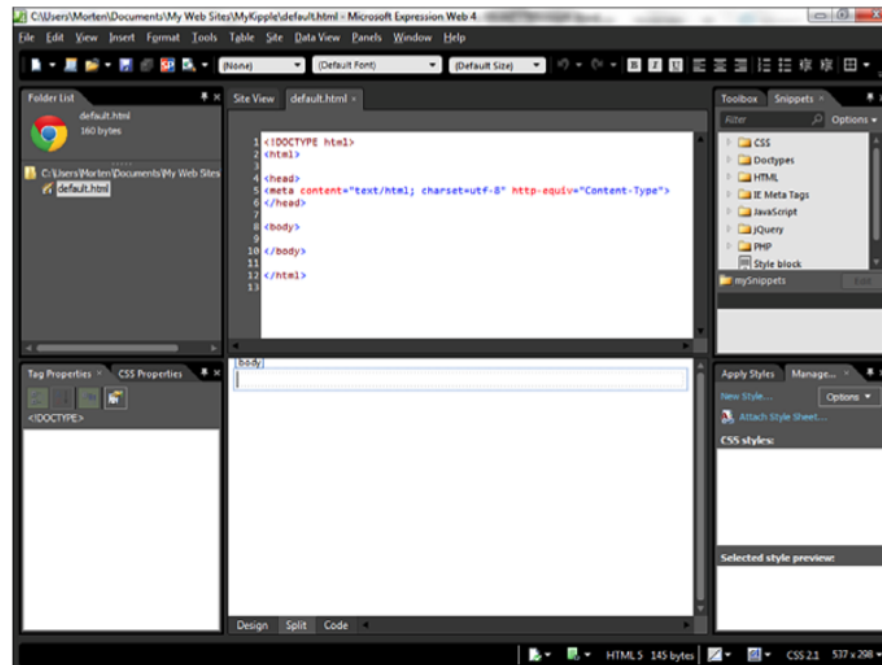 C:\Users\Morten\Documents\My Web Sites\MyKipple\default.html - Microsoft Expression Web 4
File Edit View Insert Format Tools Table Site Data View Panels Window Help
(None) (Default Font) (Default Size) B I U
Folder List
default.html
160 bytes
C:\Users\Morten\Documents\My Web Sites
default.html
Site View default.html
1 <!DOCTYPE html>
2 <html>
3
4 <head>
5 <meta content="text/html; charset=utf-8" http-equiv="Content-Type">
6 </head>
7
8 <body>
9
10 </body>
11
12 </html>
13
Toolbox Snippets
Filter Options
CSS
Doctypes
HTML
IE Meta Tags
JavaScript
jQuery
PHP
Style block
mySnippets Edit
Tag Properties CSS Properties
<!DOCTYPE>
body
Design Split Code
Apply Styles Manage...
New Style... Options
Attach Style Sheet...
CSS styles:
Selected style preview:
HTML 5 145 bytes CSS 2.1 537 x 298